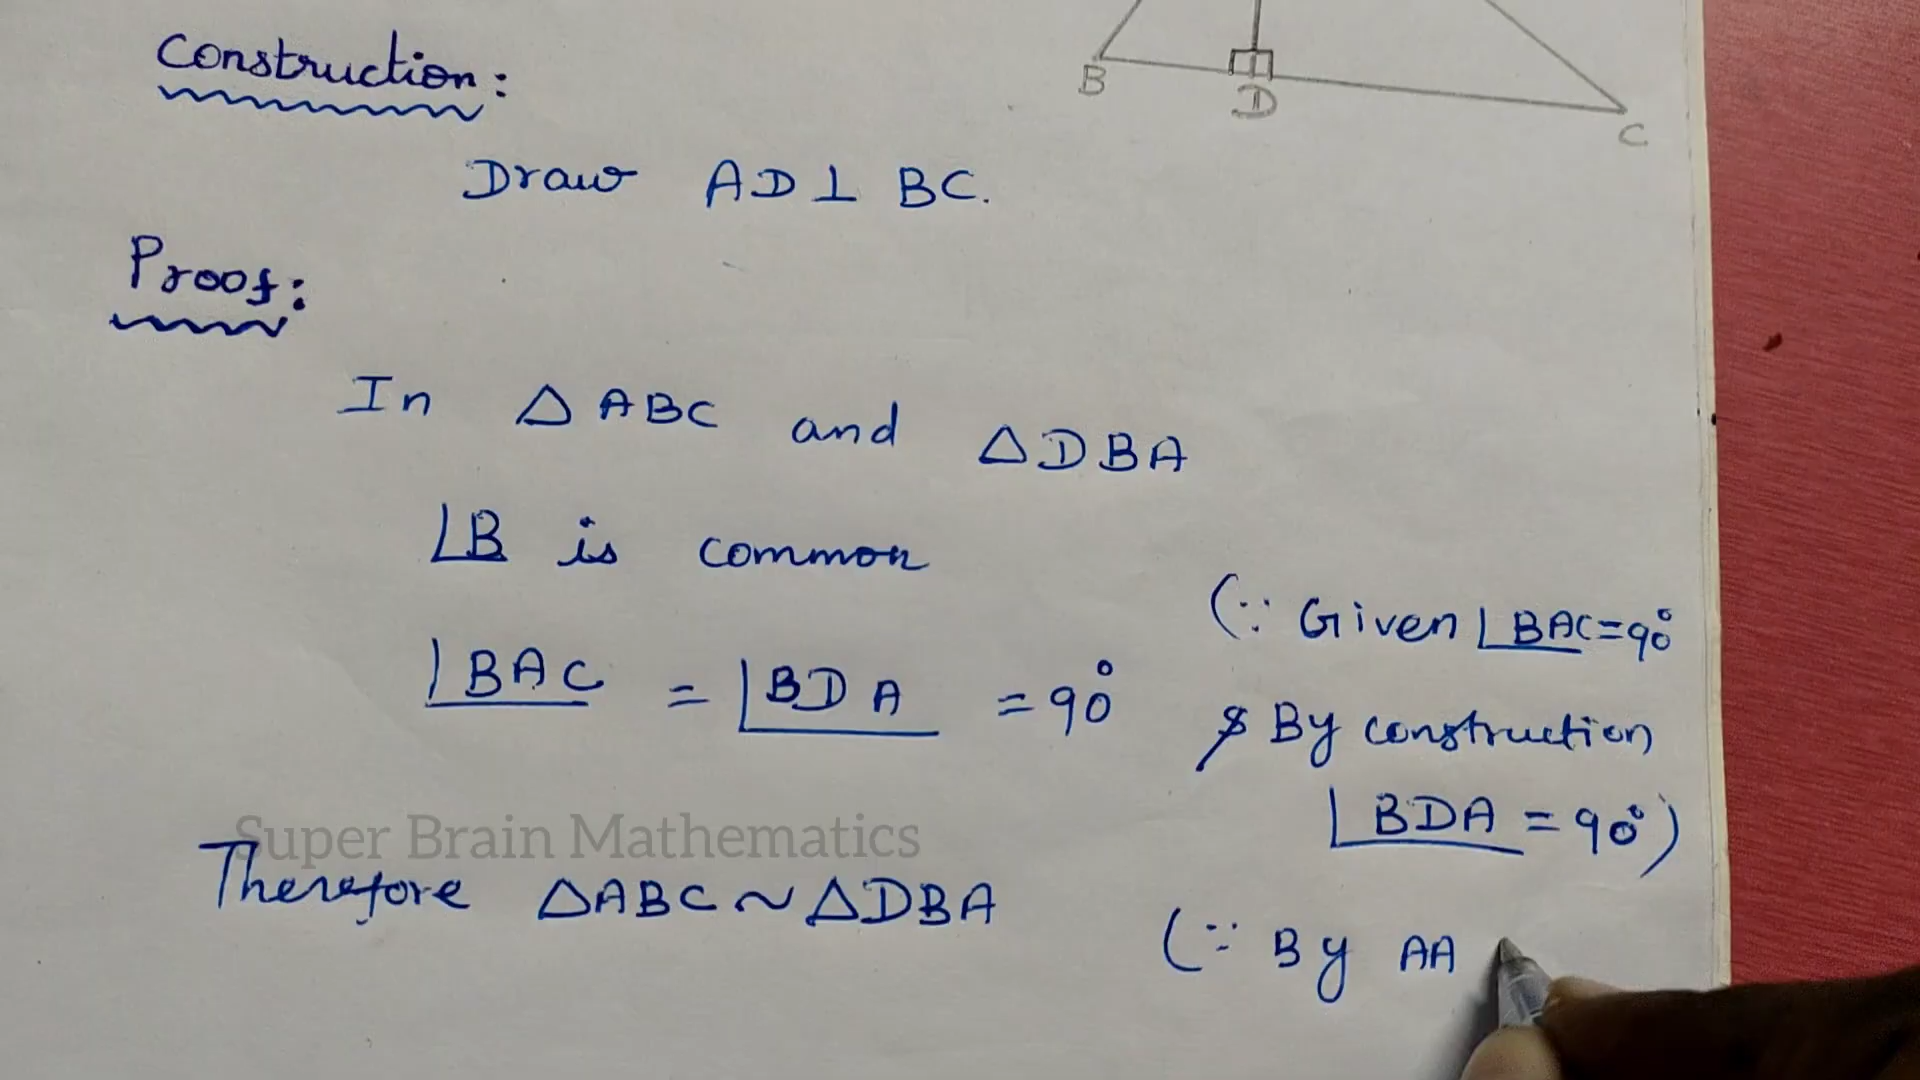 Construction:
B
D
C
Draw AD ⊥ BC.
Proof:
In △ ABC and △ DBA
∠B is common
(∵ Given ∠BAC = 90°
∠BAC = ∠BDA = 90°
& By construction
∠BDA = 90°)
Super Brain Mathematics
Therefore △ABC ~ △DBA
(∵ By AA